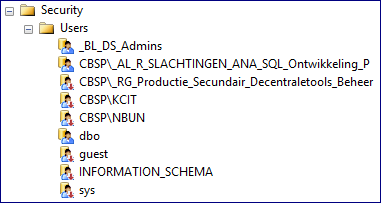 Security
Users
_BL_DS_Admins
CBSP\_AL_R_SLACHTINGEN_ANA_SQL_Ontwikkeling_P
CBSP\_RG_Productie_Secundair_Decentraletools_Beheer
CBSP\KCIT
CBSP\NBUN
dbo
guest
INFORMATION_SCHEMA
sys